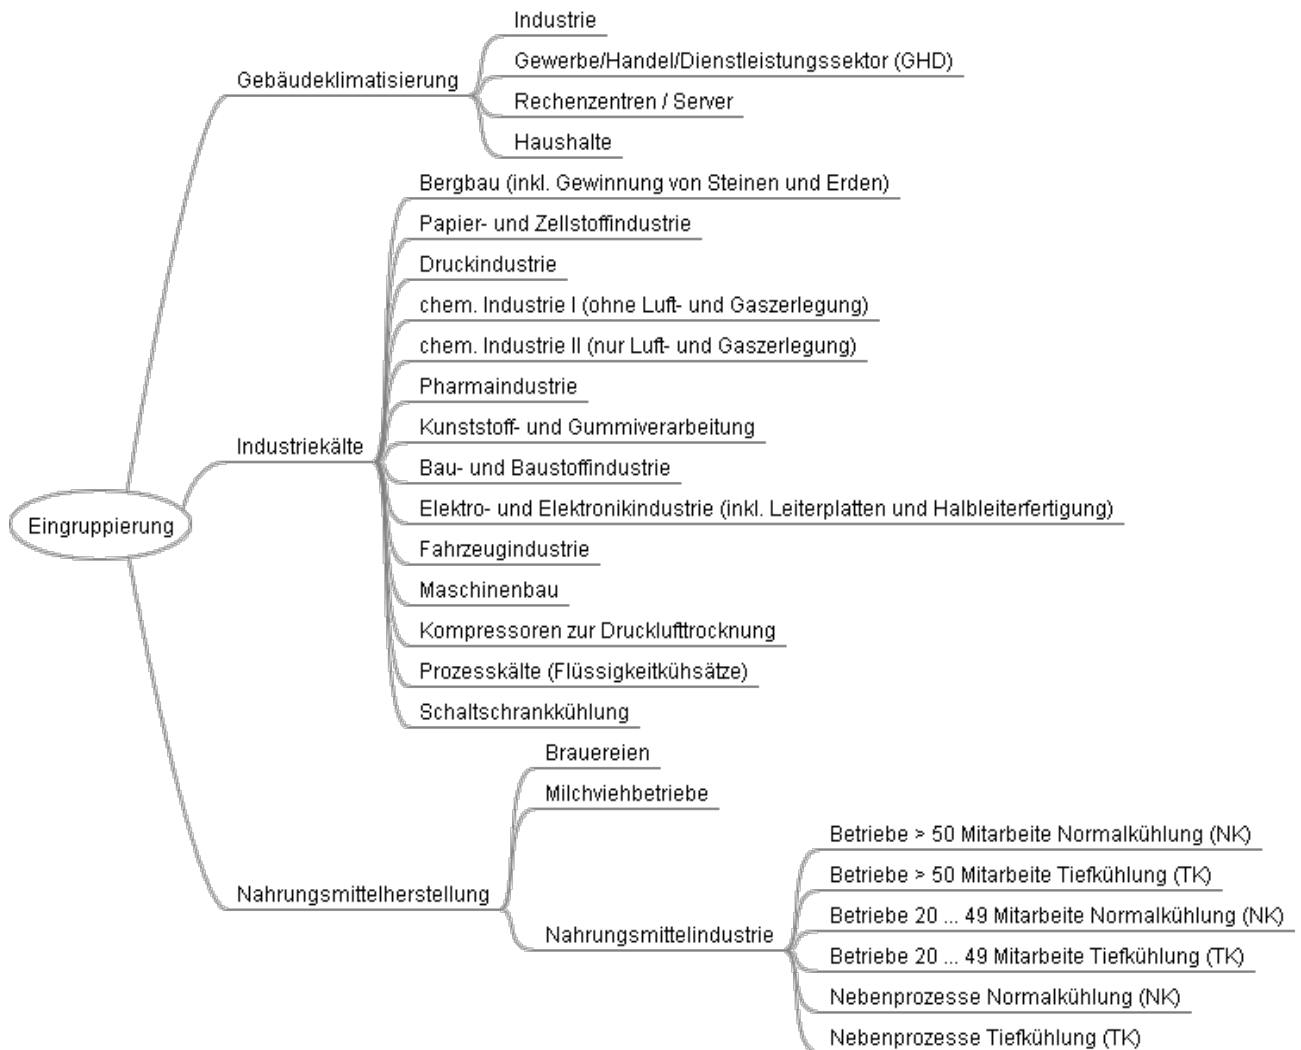 Industrie
Gewerbe/Handel/Dienstleistungssektor (GHD)
Gebäudeklimatisierung
Rechenzentren / Server
Haushalte
Bergbau (inkl. Gewinnung von Steinen und Erden)
Papier- und Zellstoffindustrie
Druckindustrie
chem. Industrie I (ohne Luft- und Gaszerlegung)
chem. Industrie II (nur Luft- und Gaszerlegung)
Pharmaindustrie
Kunststoff- und Gummiverarbeitung
Industriekälte
Bau- und Baustoffindustrie
Elektro- und Elektronikindustrie (inkl. Leiterplatten und Halbleiterfertigung)
Eingruppierung
Fahrzeugindustrie
Maschinenbau
Kompressoren zur Drucklufttrocknung
Prozesskälte (Flüssigkeitkühsätze)
Schaltschrankkühlung
Brauereien
Milchviehbetriebe
Nahrungsmittelherstellung
Nahrungsmittelindustrie
Betriebe > 50 Mitarbeite Normalkühlung (NK)
Betriebe > 50 Mitarbeite Tiefkühlung (TK)
Betriebe 20 ... 49 Mitarbeite Normalkühlung (NK)
Betriebe 20 ... 49 Mitarbeite Tiefkühlung (TK)
Nebenprozesse Normalkühlung (NK)
Nebenprozesse Tiefkühlung (TK)